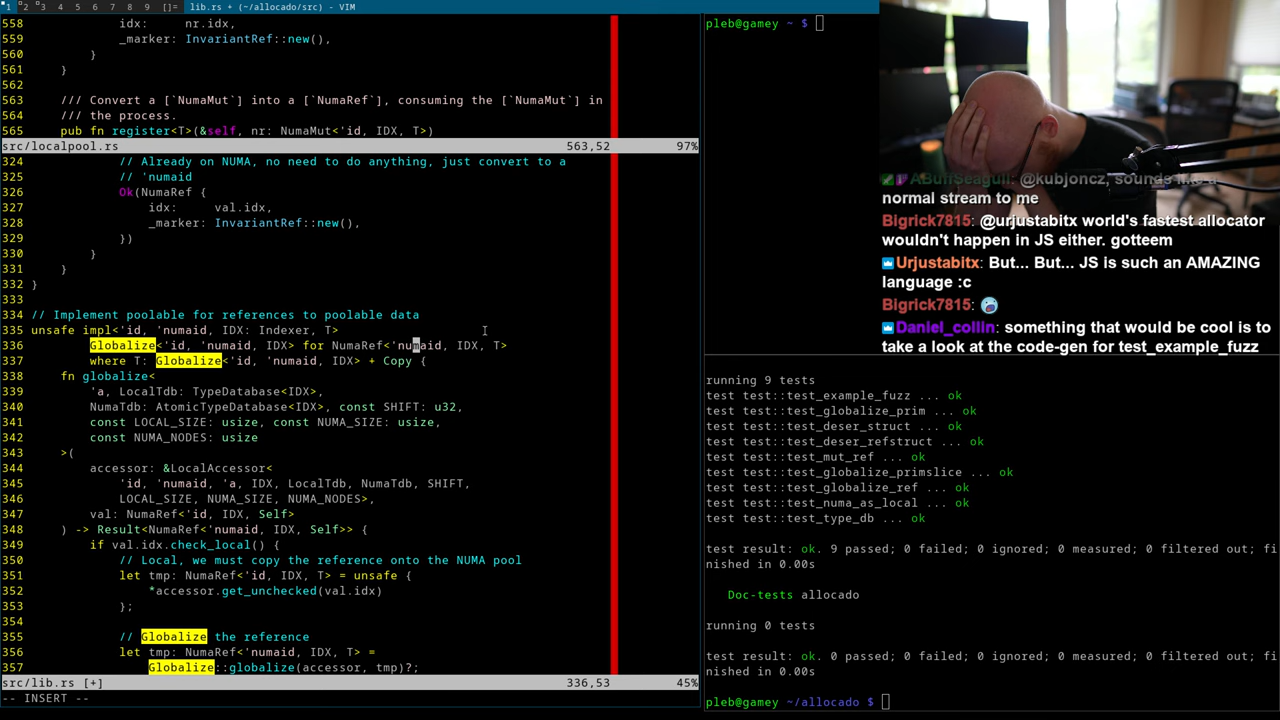 1 2 3 4 5 6 7 8 9 []= lib.rs + (~/allocado/src) - VIM
558 idx: nr.idx,
559 _marker: InvariantRef::new(),
560 }
561 }
562
563 /// Convert a [`NumaMut`] into a [`NumaRef`], consuming the [`NumaMut`] in
564 /// the process.
565 pub fn register<T>(&self, nr: NumaMut<'id, IDX, T>)
src/localpool.rs 563,52 97%
324 // Already on NUMA, no need to do anything, just convert to a
325 // 'numaid
326 Ok(NumaRef {
327 idx: val.idx,
328 _marker: InvariantRef::new(),
329 })
330 }
331 }
332 }
333
334 // Implement poolable for references to poolable data
335 unsafe impl<'id, 'numaid, IDX: Indexer, T>
336 Globalize<'id, 'numaid, IDX> for NumaRef<'numaid, IDX, T>
337 where T: Globalize<'id, 'numaid, IDX> + Copy {
338 fn globalize<
339 'a, LocalTdb: TypeDatabase<IDX>,
340 NumaTdb: AtomicTypeDatabase<IDX>, const SHIFT: u32,
341 const LOCAL_SIZE: usize, const NUMA_SIZE: usize,
342 const NUMA_NODES: usize
343 >(
344 accessor: &LocalAccessor<
345 'id, 'numaid, 'a, IDX, LocalTdb, NumaTdb, SHIFT,
346 LOCAL_SIZE, NUMA_SIZE, NUMA_NODES>,
347 val: NumaRef<'id, IDX, Self>
348 ) -> Result<NumaRef<'numaid, IDX, Self>> {
349 if val.idx.check_local() {
350 // Local, we must copy the reference onto the NUMA pool
351 let tmp: NumaRef<'id, IDX, T> = unsafe {
352 *accessor.get_unchecked(val.idx)
353 };
354
355 // Globalize the reference
356 let tmp: NumaRef<'numaid, IDX, T> =
357 Globalize::globalize(accessor, tmp)?;
src/lib.rs [+] 336,53 45%
-- INSERT --
pleb@gamey ~ $
running 9 tests
test test::test_example_fuzz ... ok
test test::test_globalize_prim ... ok
test test::test_deser_struct ... ok
test test::test_deser_refstruct ... ok
test test::test_mut_ref ... ok
test test::test_globalize_primslice ... ok
test test::test_globalize_ref ... ok
test test::test_numa_as_local ... ok
test test::test_type_db ... ok
test result: ok. 9 passed; 0 failed; 0 ignored; 0 measured; 0 filtered out; fi
nished in 0.00s
Doc-tests allocado
running 0 tests
test result: ok. 0 passed; 0 failed; 0 ignored; 0 measured; 0 filtered out; fi
nished in 0.00s
pleb@gamey ~/allocado $
ABuffSeagull: @kubjoncz, sounds like a
normal stream to me
Bigrick7815: @urjustabitx world's fastest allocator
wouldn't happen in JS either. gotteem
Urjustabitx: But... But... JS is such an AMAZING
language :c
Bigrick7815:
Daniel_collin: something that would be cool is to
take a look at the code-gen for test_example_fuzz